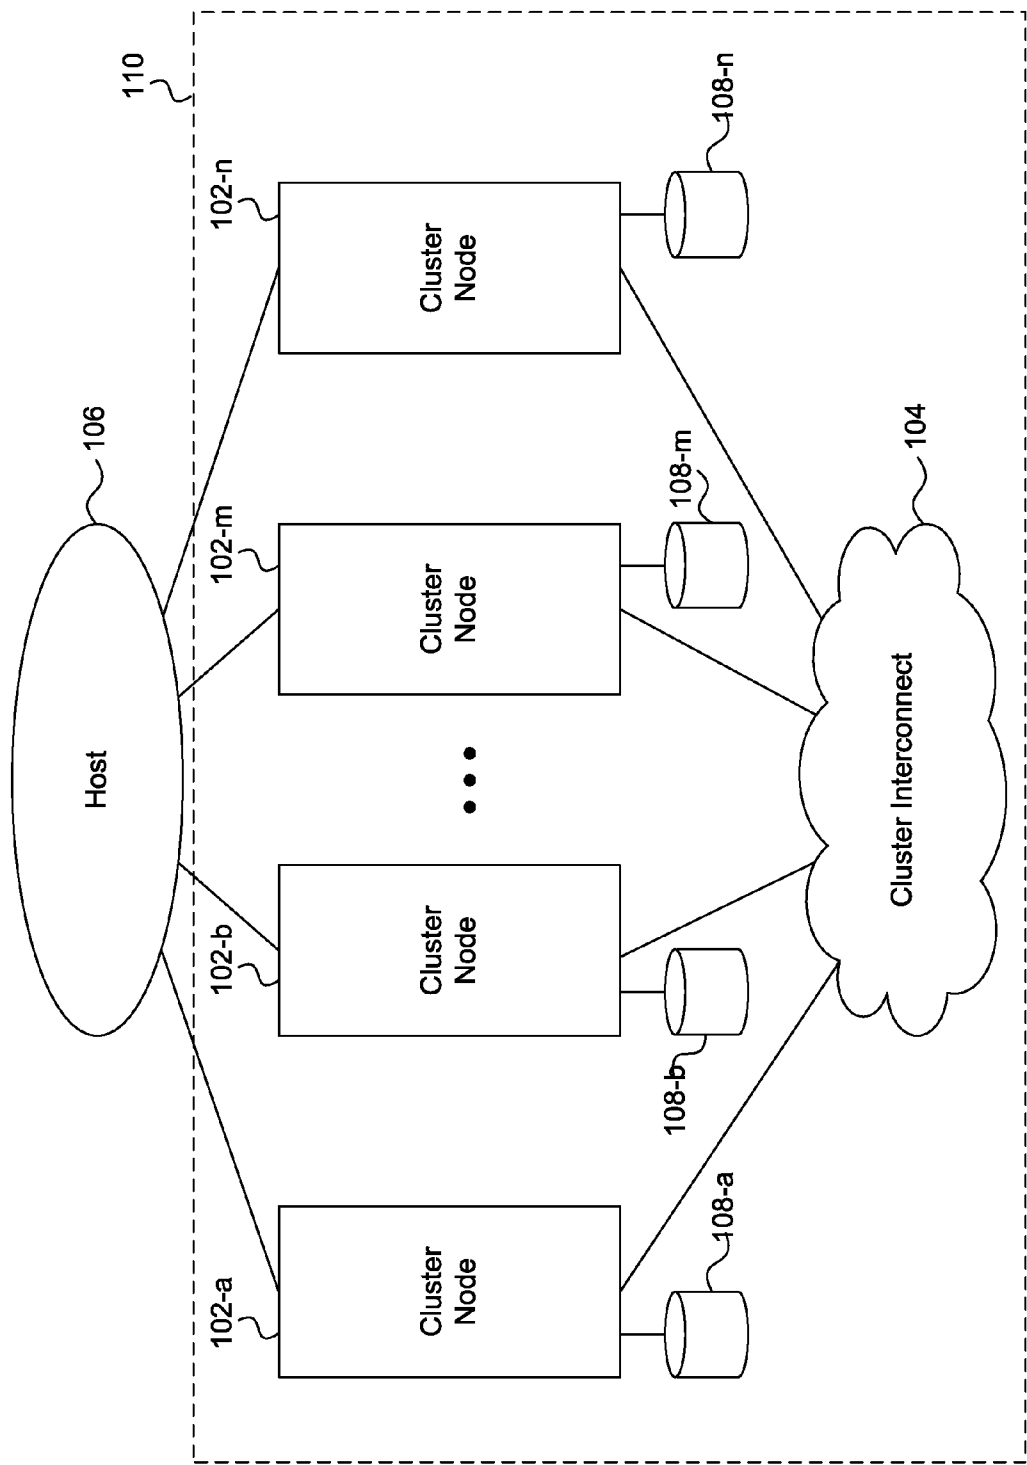 110
106
Host
102-a
102-b
102-m
102-n
Cluster
Node
Cluster
Node
Cluster
Node
Cluster
Node
108-a
108-b
108-m
108-n
104
Cluster Interconnect